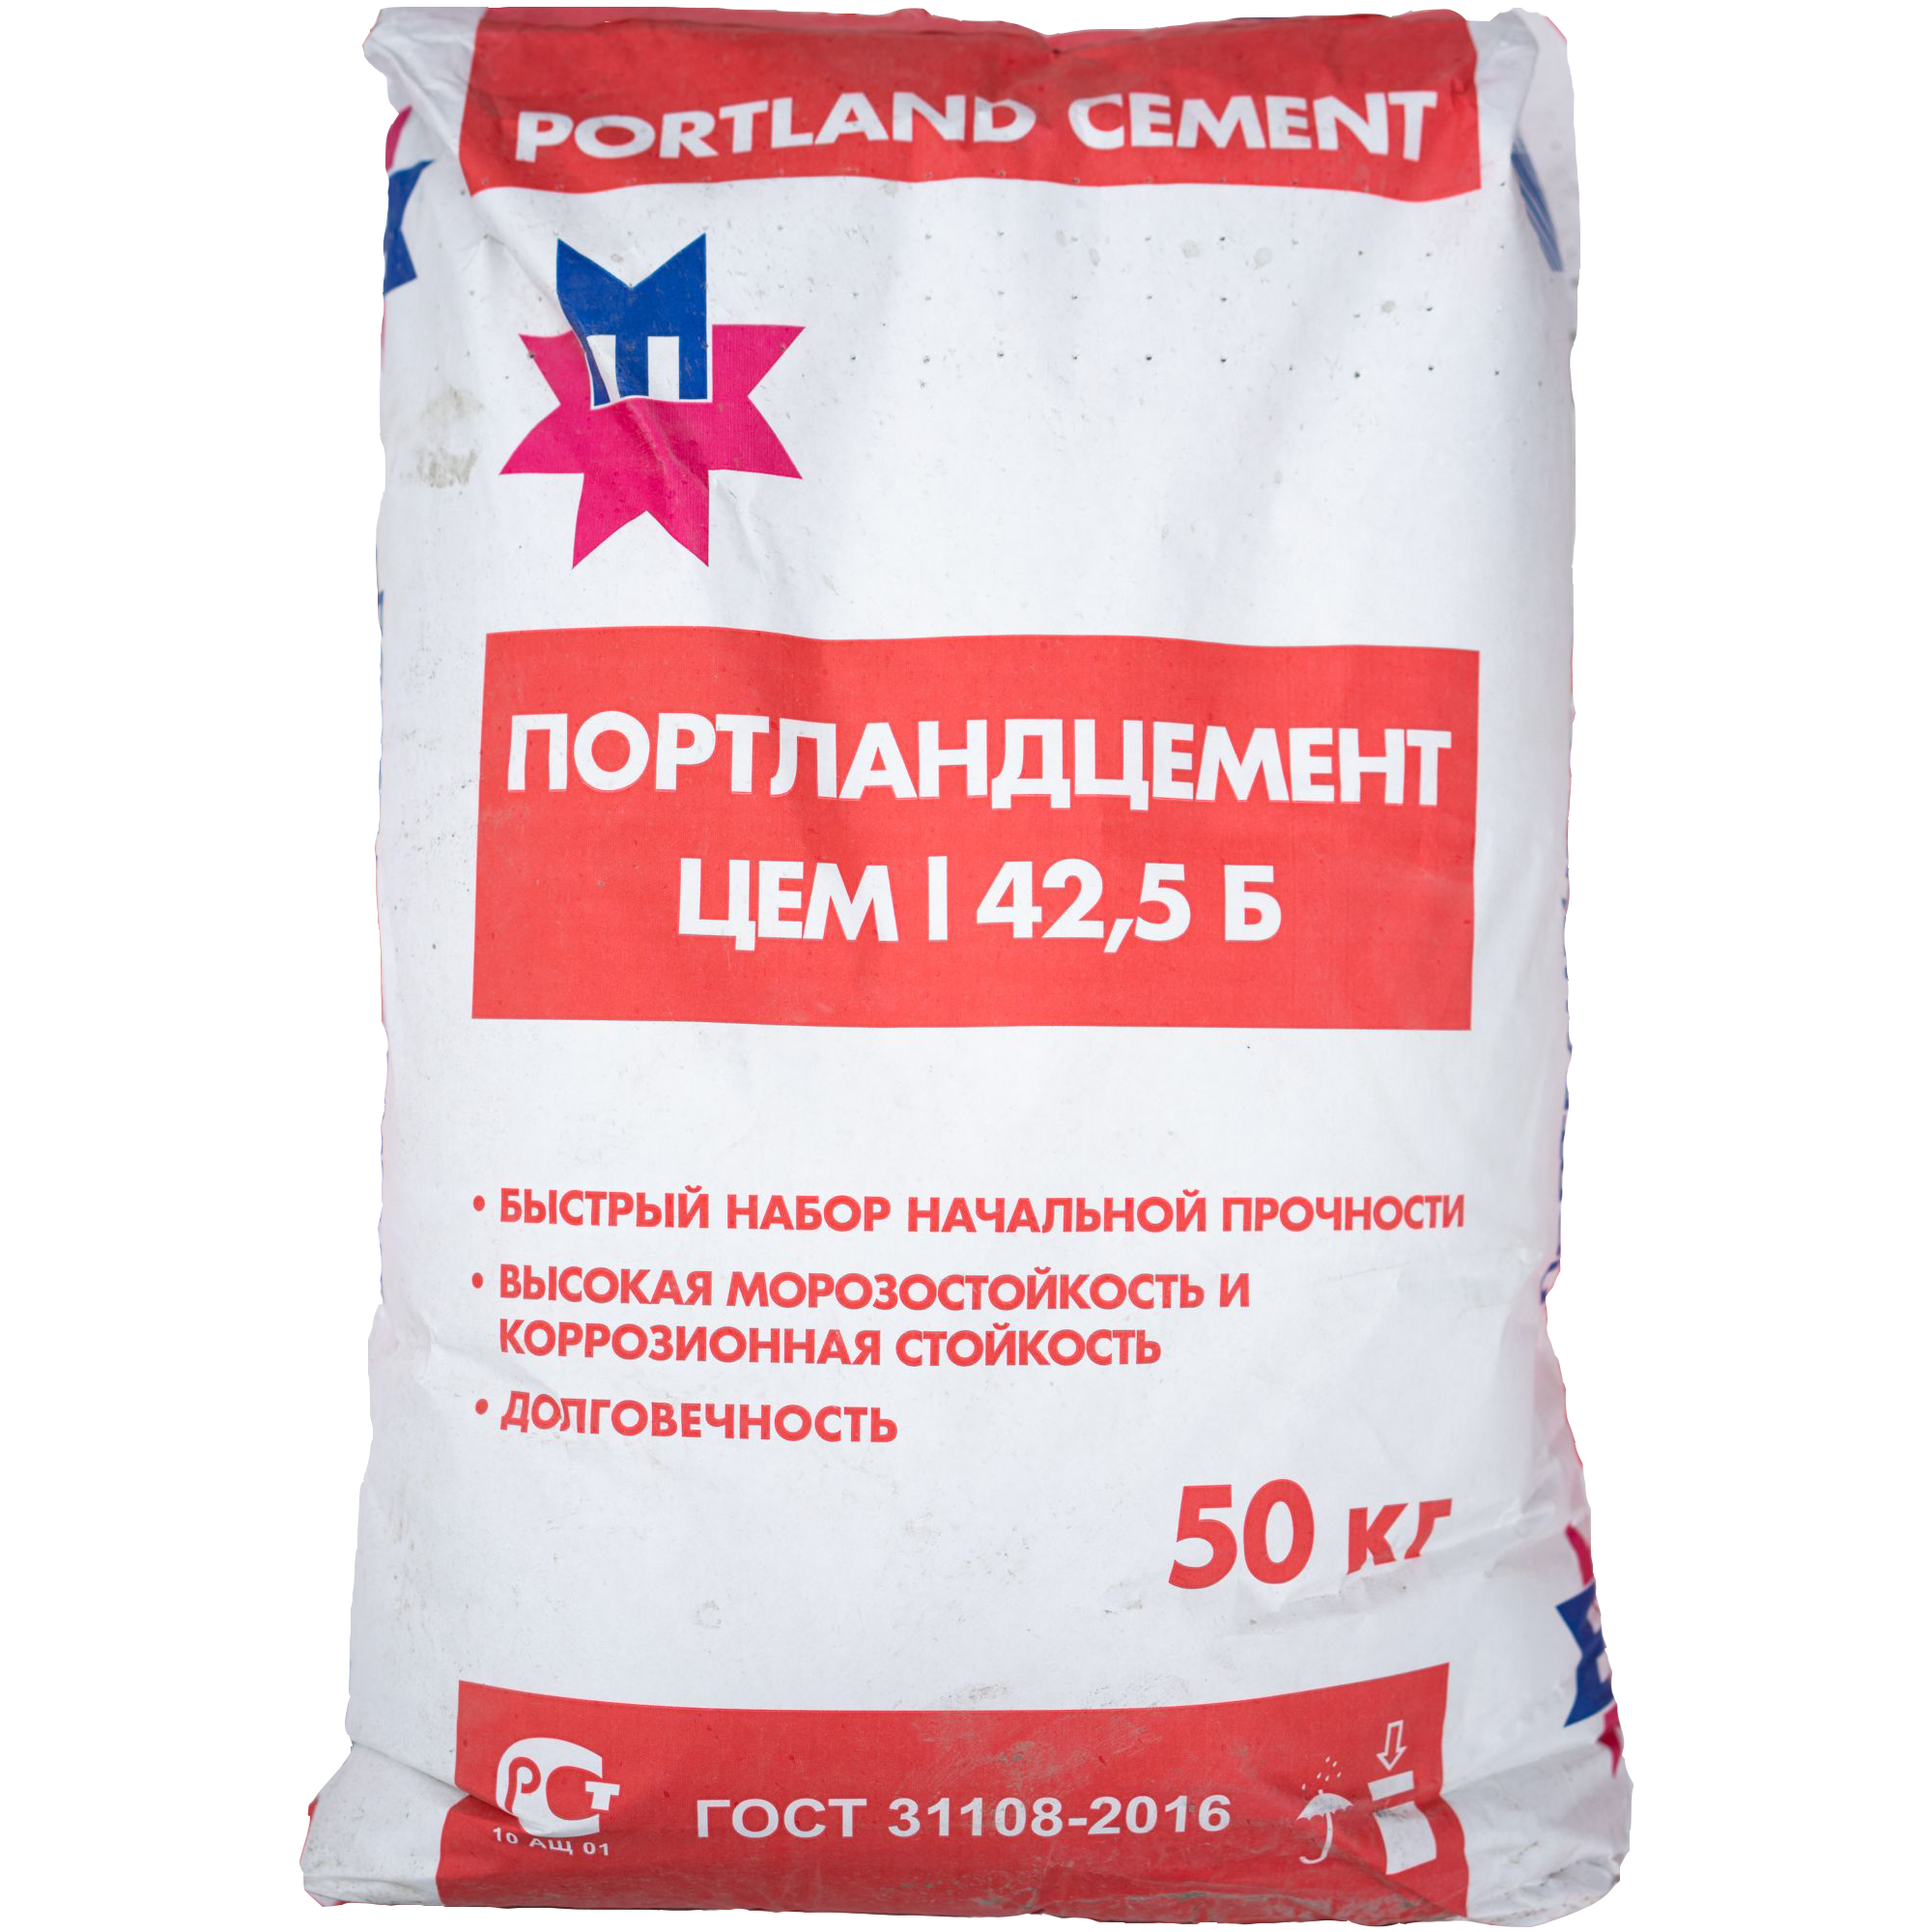 PORTLAND CEMENT
ПОРТЛАНДЦЕМЕНТ
ЦЕМ I 42,5 Б
• БЫСТРЫЙ НАБОР НАЧАЛЬНОЙ ПРОЧНОСТИ
• ВЫСОКАЯ МОРОЗОСТОЙКОСТЬ И
КОРРОЗИОННАЯ СТОЙКОСТЬ
• ДОЛГОВЕЧНОСТЬ
50 кг
РСТ
10 АЩ 01
ГОСТ 31108-2016